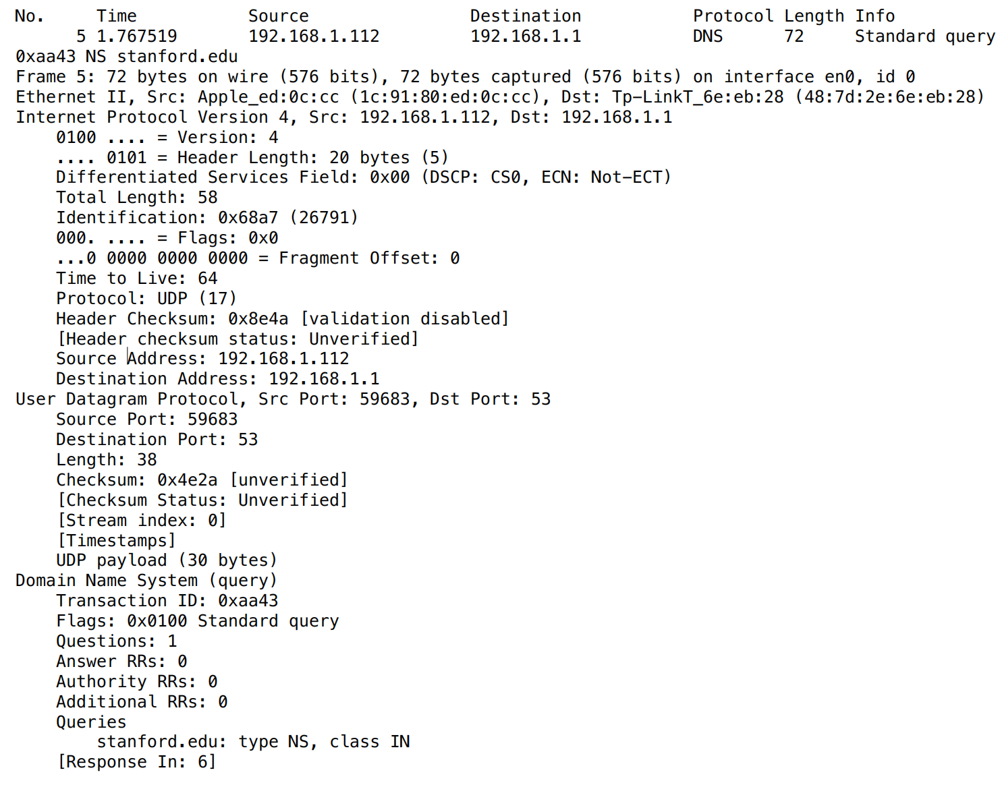 No.     Time           Source                Destination           Protocol Length Info
      5 1.767519       192.168.1.112         192.168.1.1           DNS      72     Standard query
0xaa43 NS stanford.edu
Frame 5: 72 bytes on wire (576 bits), 72 bytes captured (576 bits) on interface en0, id 0
Ethernet II, Src: Apple_ed:0c:cc (1c:91:80:ed:0c:cc), Dst: Tp-LinkT_6e:eb:28 (48:7d:2e:6e:eb:28)
Internet Protocol Version 4, Src: 192.168.1.112, Dst: 192.168.1.1
    0100 .... = Version: 4
    .... 0101 = Header Length: 20 bytes (5)
    Differentiated Services Field: 0x00 (DSCP: CS0, ECN: Not-ECT)
    Total Length: 58
    Identification: 0x68a7 (26791)
    000. .... = Flags: 0x0
    ...0 0000 0000 0000 = Fragment Offset: 0
    Time to Live: 64
    Protocol: UDP (17)
    Header Checksum: 0x8e4a [validation disabled]
    [Header checksum status: Unverified]
    Source Address: 192.168.1.112
    Destination Address: 192.168.1.1
User Datagram Protocol, Src Port: 59683, Dst Port: 53
    Source Port: 59683
    Destination Port: 53
    Length: 38
    Checksum: 0x4e2a [unverified]
    [Checksum Status: Unverified]
    [Stream index: 0]
    [Timestamps]
    UDP payload (30 bytes)
Domain Name System (query)
    Transaction ID: 0xaa43
    Flags: 0x0100 Standard query
    Questions: 1
    Answer RRs: 0
    Authority RRs: 0
    Additional RRs: 0
    Queries
        stanford.edu: type NS, class IN
    [Response In: 6]